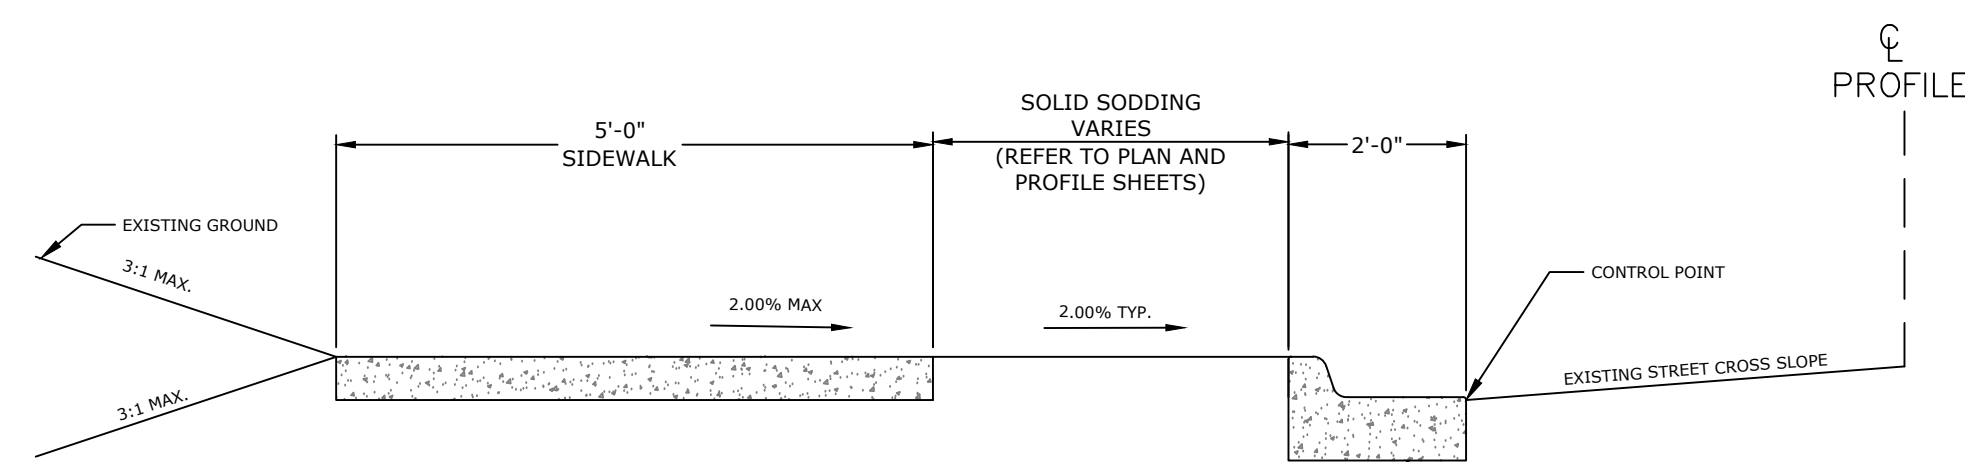 ℄
PROFILE
SOLID SODDING
VARIES
(REFER TO PLAN AND
PROFILE SHEETS)
5'-0"
SIDEWALK
2'-0"
EXISTING GROUND
3:1 MAX.
CONTROL POINT
2.00% MAX
2.00% TYP.
EXISTING STREET CROSS SLOPE
3:1 MAX.